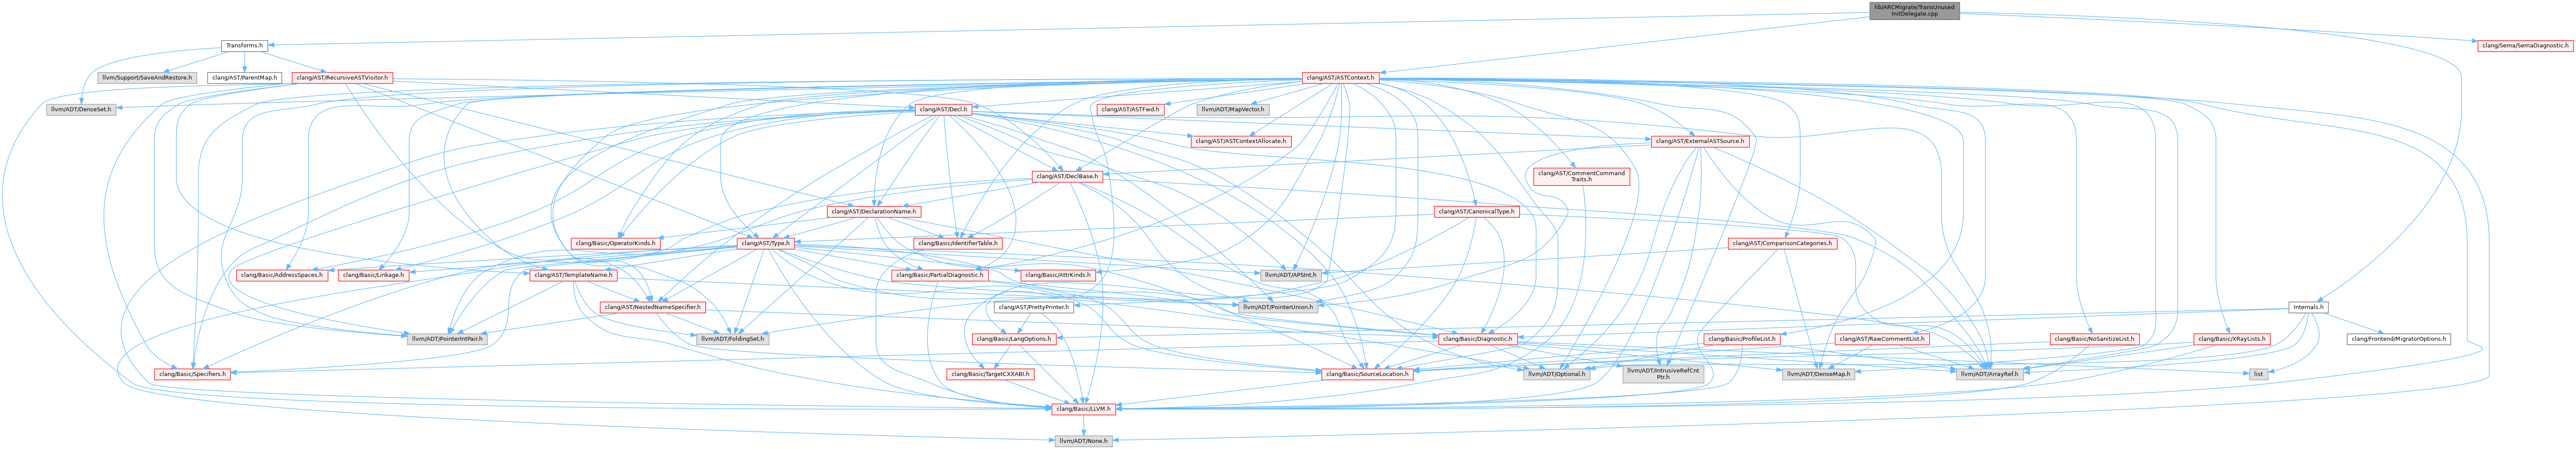 lib/ARCMigrate/TransUnused
InitDelegate.cpp
Transforms.h
clang/Sema/SemaDiagnostic.h
llvm/Support/SaveAndRestore.h
clang/AST/ParentMap.h
clang/AST/RecursiveASTVisitor.h
clang/AST/ASTContext.h
llvm/ADT/DenseSet.h
clang/AST/Decl.h
clang/AST/ASTFwd.h
llvm/ADT/MapVector.h
clang/AST/ASTContextAllocate.h
clang/AST/ExternalASTSource.h
clang/AST/DeclBase.h
clang/AST/CommentCommand
Traits.h
clang/AST/DeclarationName.h
clang/AST/CanonicalType.h
clang/Basic/OperatorKinds.h
clang/AST/Type.h
clang/Basic/IdentifierTable.h
clang/AST/ComparisonCategories.h
clang/Basic/AddressSpaces.h
clang/Basic/Linkage.h
clang/AST/TemplateName.h
clang/Basic/PartialDiagnostic.h
clang/Basic/AttrKinds.h
llvm/ADT/APSInt.h
clang/AST/NestedNameSpecifier.h
clang/AST/PrettyPrinter.h
llvm/ADT/PointerUnion.h
Internals.h
llvm/ADT/PointerIntPair.h
llvm/ADT/FoldingSet.h
clang/Basic/LangOptions.h
clang/Basic/Diagnostic.h
clang/Basic/ProfileList.h
clang/AST/RawCommentList.h
clang/Basic/NoSanitizeList.h
clang/Basic/XRayLists.h
clang/Frontend/MigratorOptions.h
clang/Basic/Specifiers.h
clang/Basic/TargetCXXABI.h
clang/Basic/SourceLocation.h
llvm/ADT/Optional.h
llvm/ADT/IntrusiveRefCnt
Ptr.h
llvm/ADT/DenseMap.h
llvm/ADT/ArrayRef.h
list
clang/Basic/LLVM.h
llvm/ADT/None.h